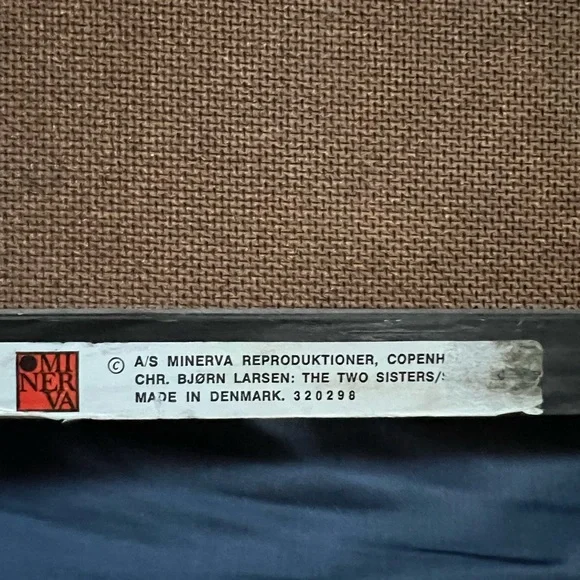 MI
NER
VA
© A/S MINERVA REPRODUKTIONER, COPENH
CHR. BJØRN LARSEN: THE TWO SISTERS/
MADE IN DENMARK. 320298